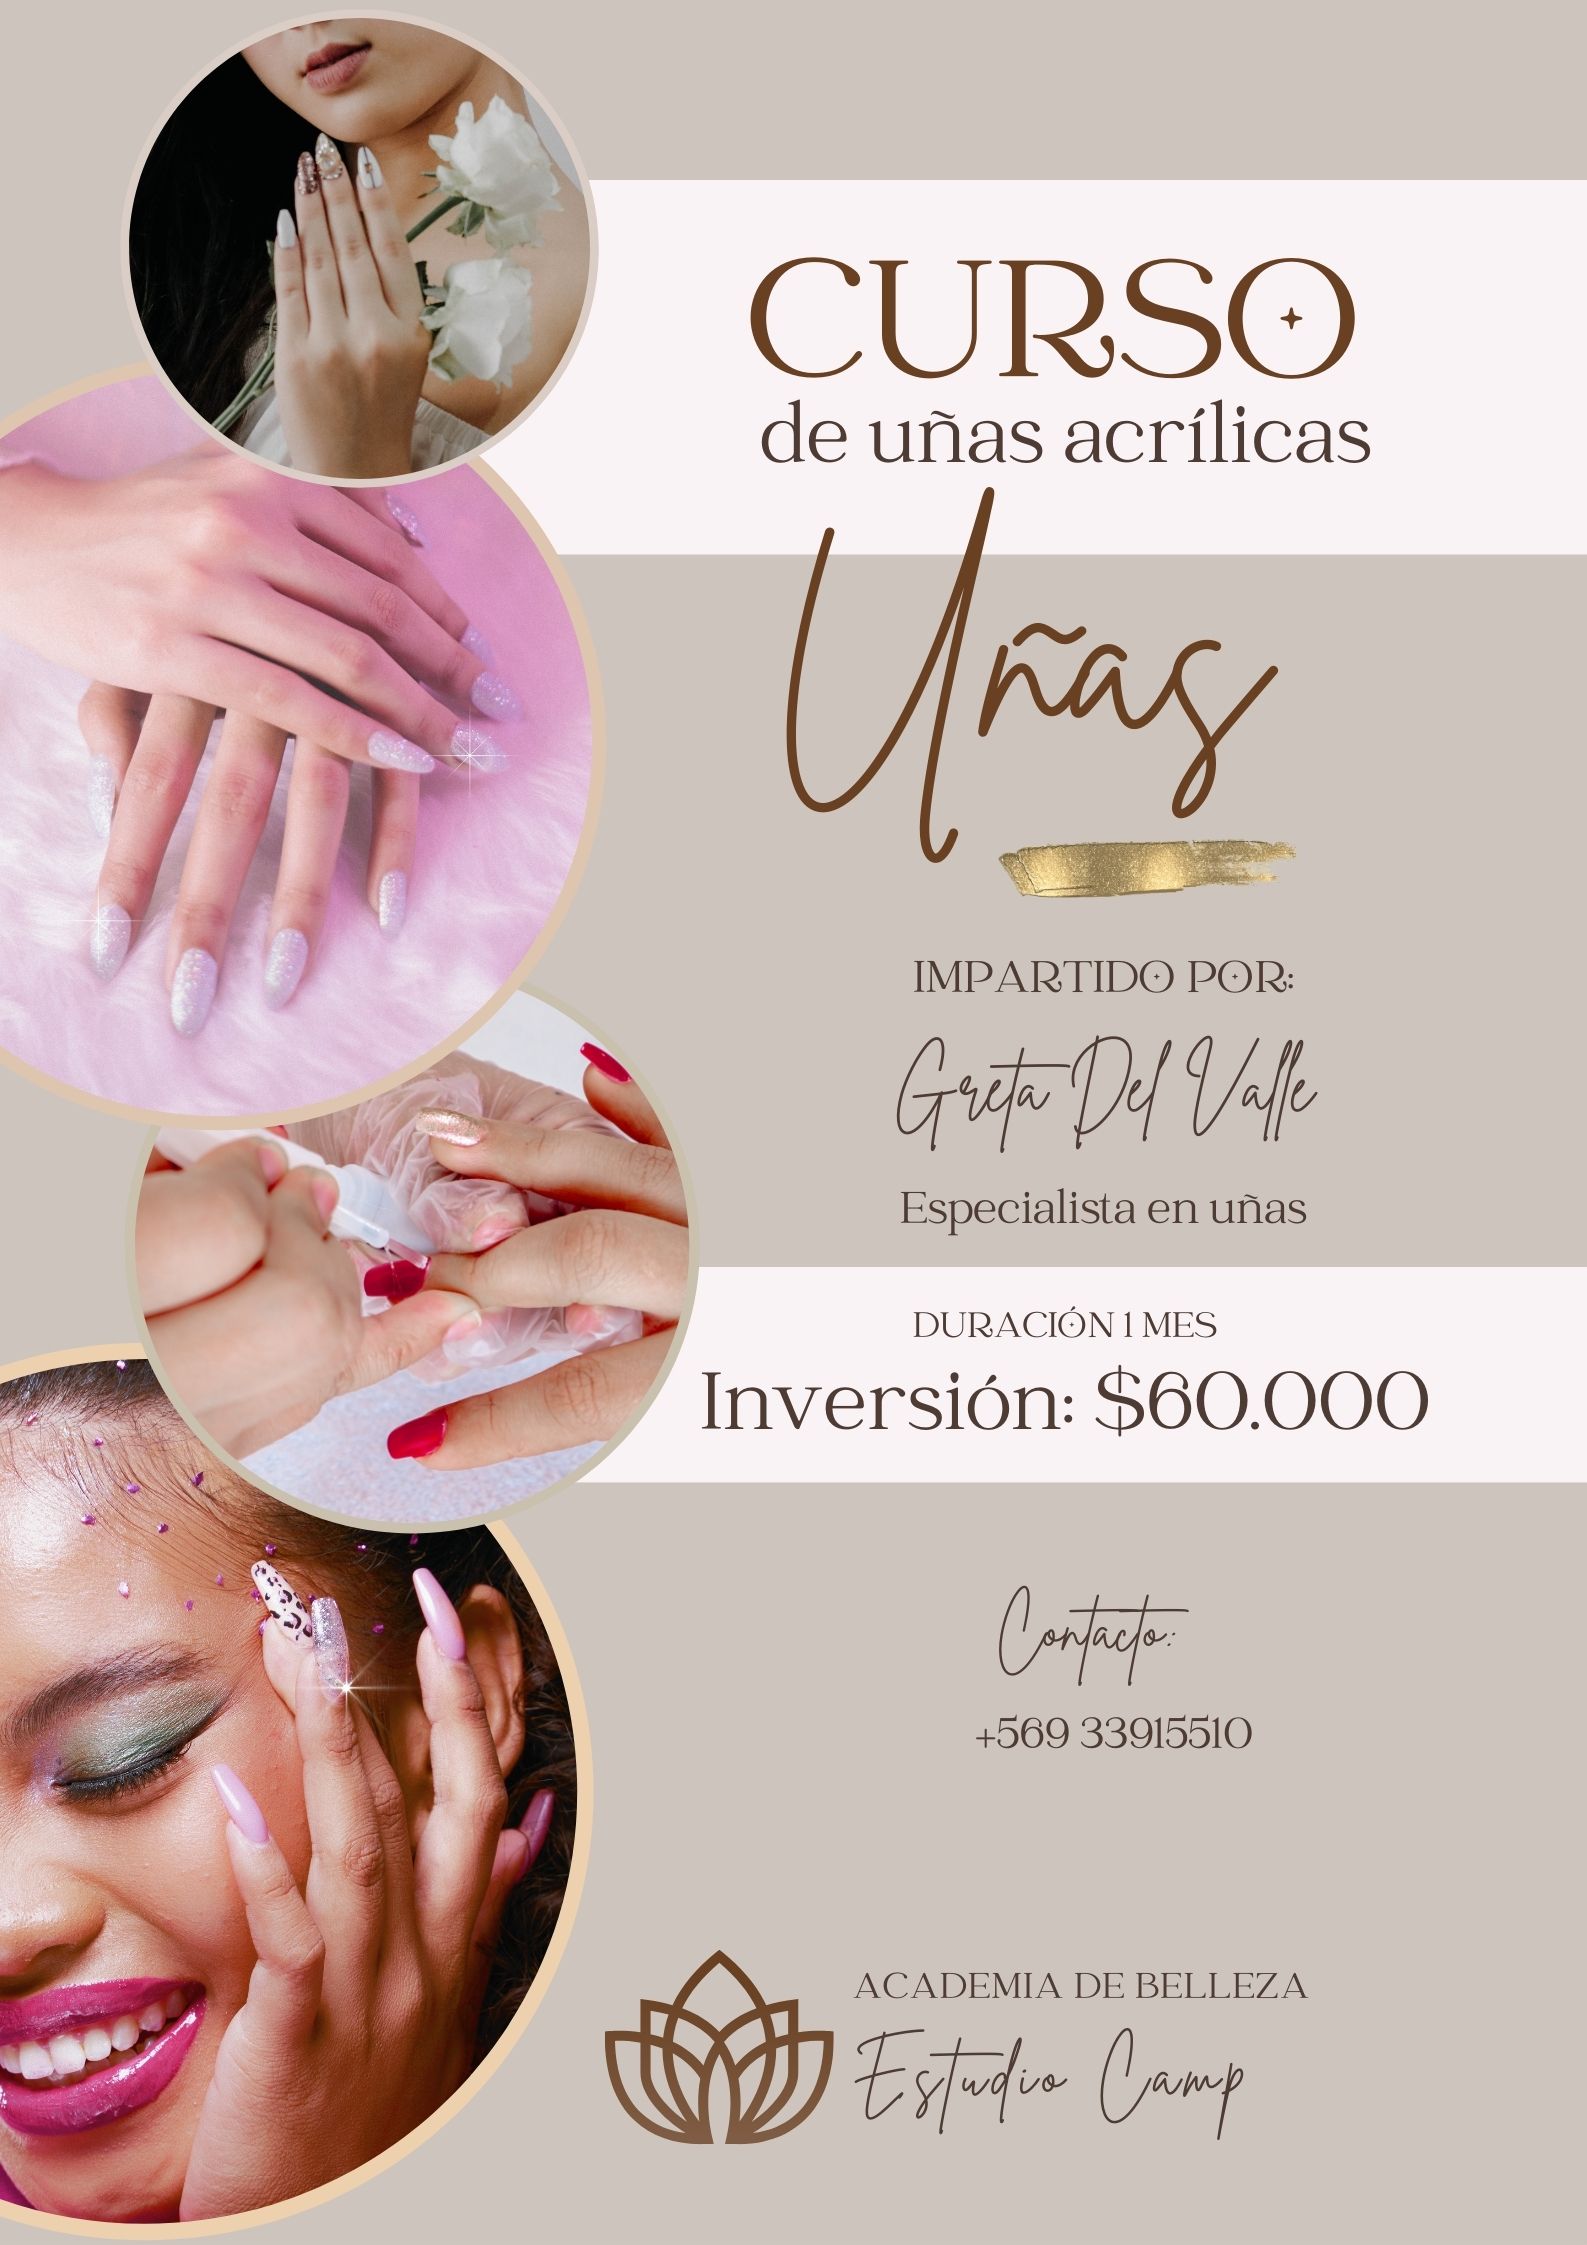 CURSO
de uñas acrílicas
Uñas
IMPARTIDO POR:
Greta Del Valle
Especialista en uñas
DURACIÓN 1 MES
Inversión: $60.000
Contacto:
+569 33915510
ACADEMIA DE BELLEZA
Estudio Camp